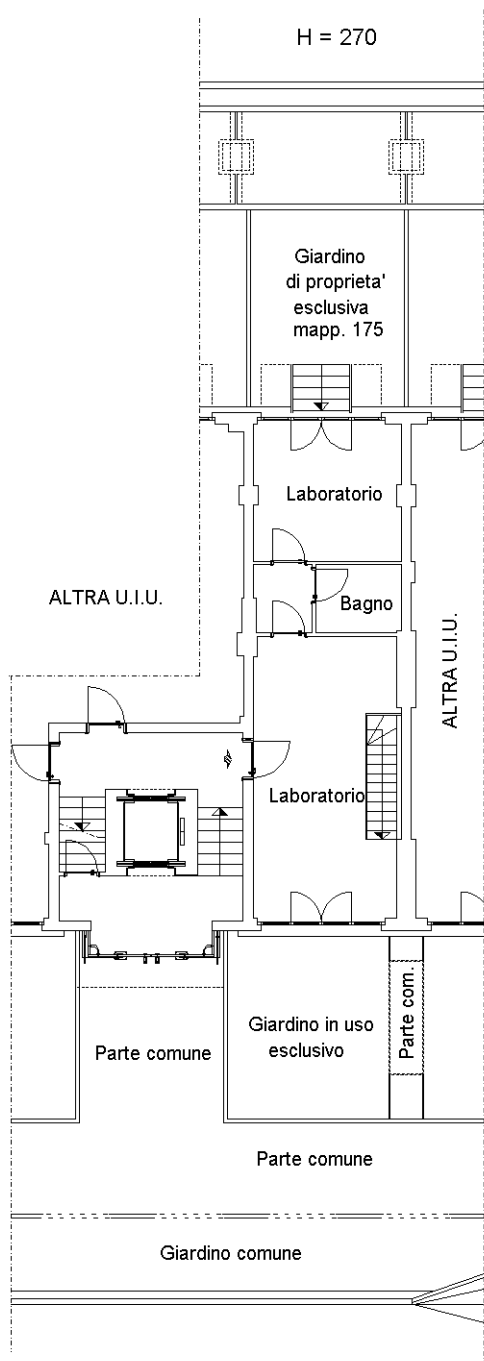 H = 270
Giardino
di proprieta'
esclusiva
mapp. 175
Laboratorio
ALTRA U.I.U.
Bagno
ALTRA U.I.U.
Laboratorio
Giardino in uso
esclusivo
Parte com.
Parte comune
Parte comune
Giardino comune